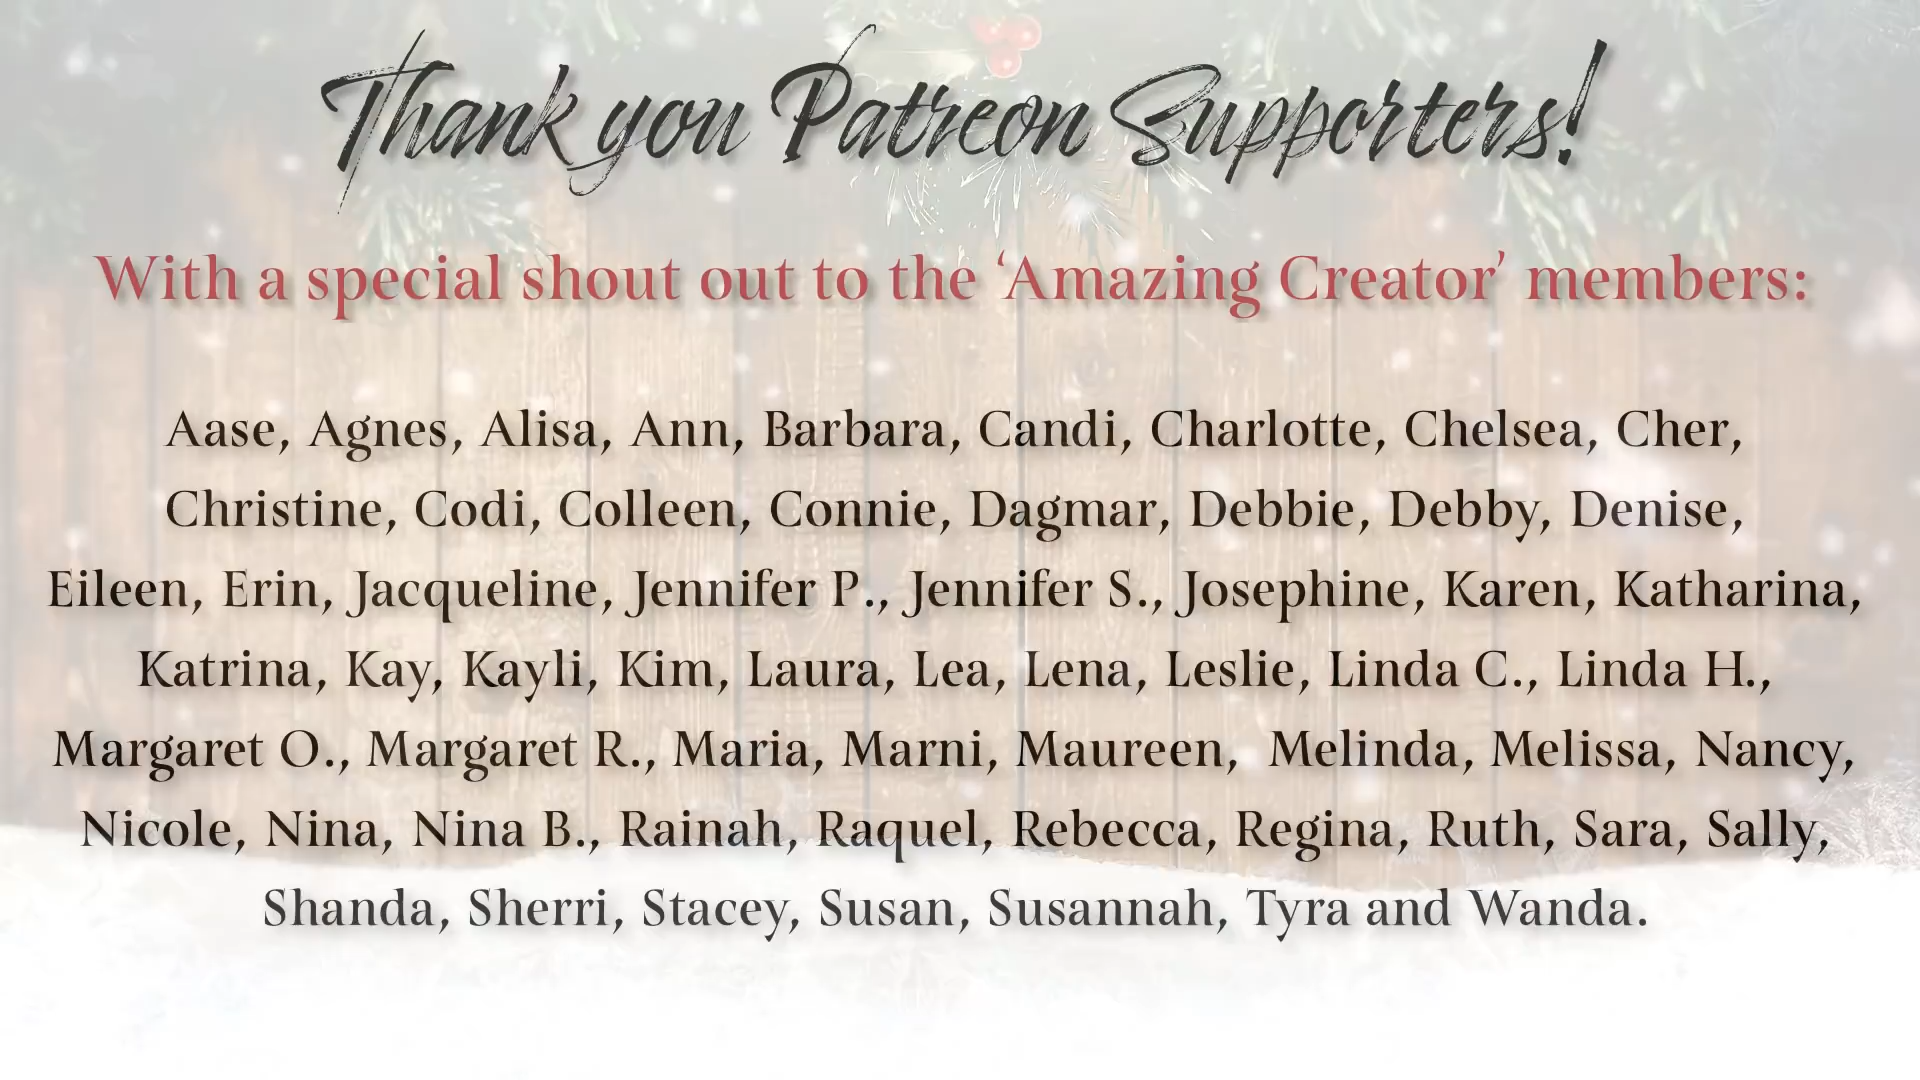 Thank you Patreon Supporters!
With a special shout out to the ‘Amazing Creator’ members:
Aase, Agnes, Alisa, Ann, Barbara, Candi, Charlotte, Chelsea, Cher,
Christine, Codi, Colleen, Connie, Dagmar, Debbie, Debby, Denise,
Eileen, Erin, Jacqueline, Jennifer P., Jennifer S., Josephine, Karen, Katharina,
Katrina, Kay, Kayli, Kim, Laura, Lea, Lena, Leslie, Linda C., Linda H.,
Margaret O., Margaret R., Maria, Marni, Maureen,  Melinda, Melissa, Nancy,
Nicole, Nina, Nina B., Rainah, Raquel, Rebecca, Regina, Ruth, Sara, Sally,
Shanda, Sherri, Stacey, Susan, Susannah, Tyra and Wanda.